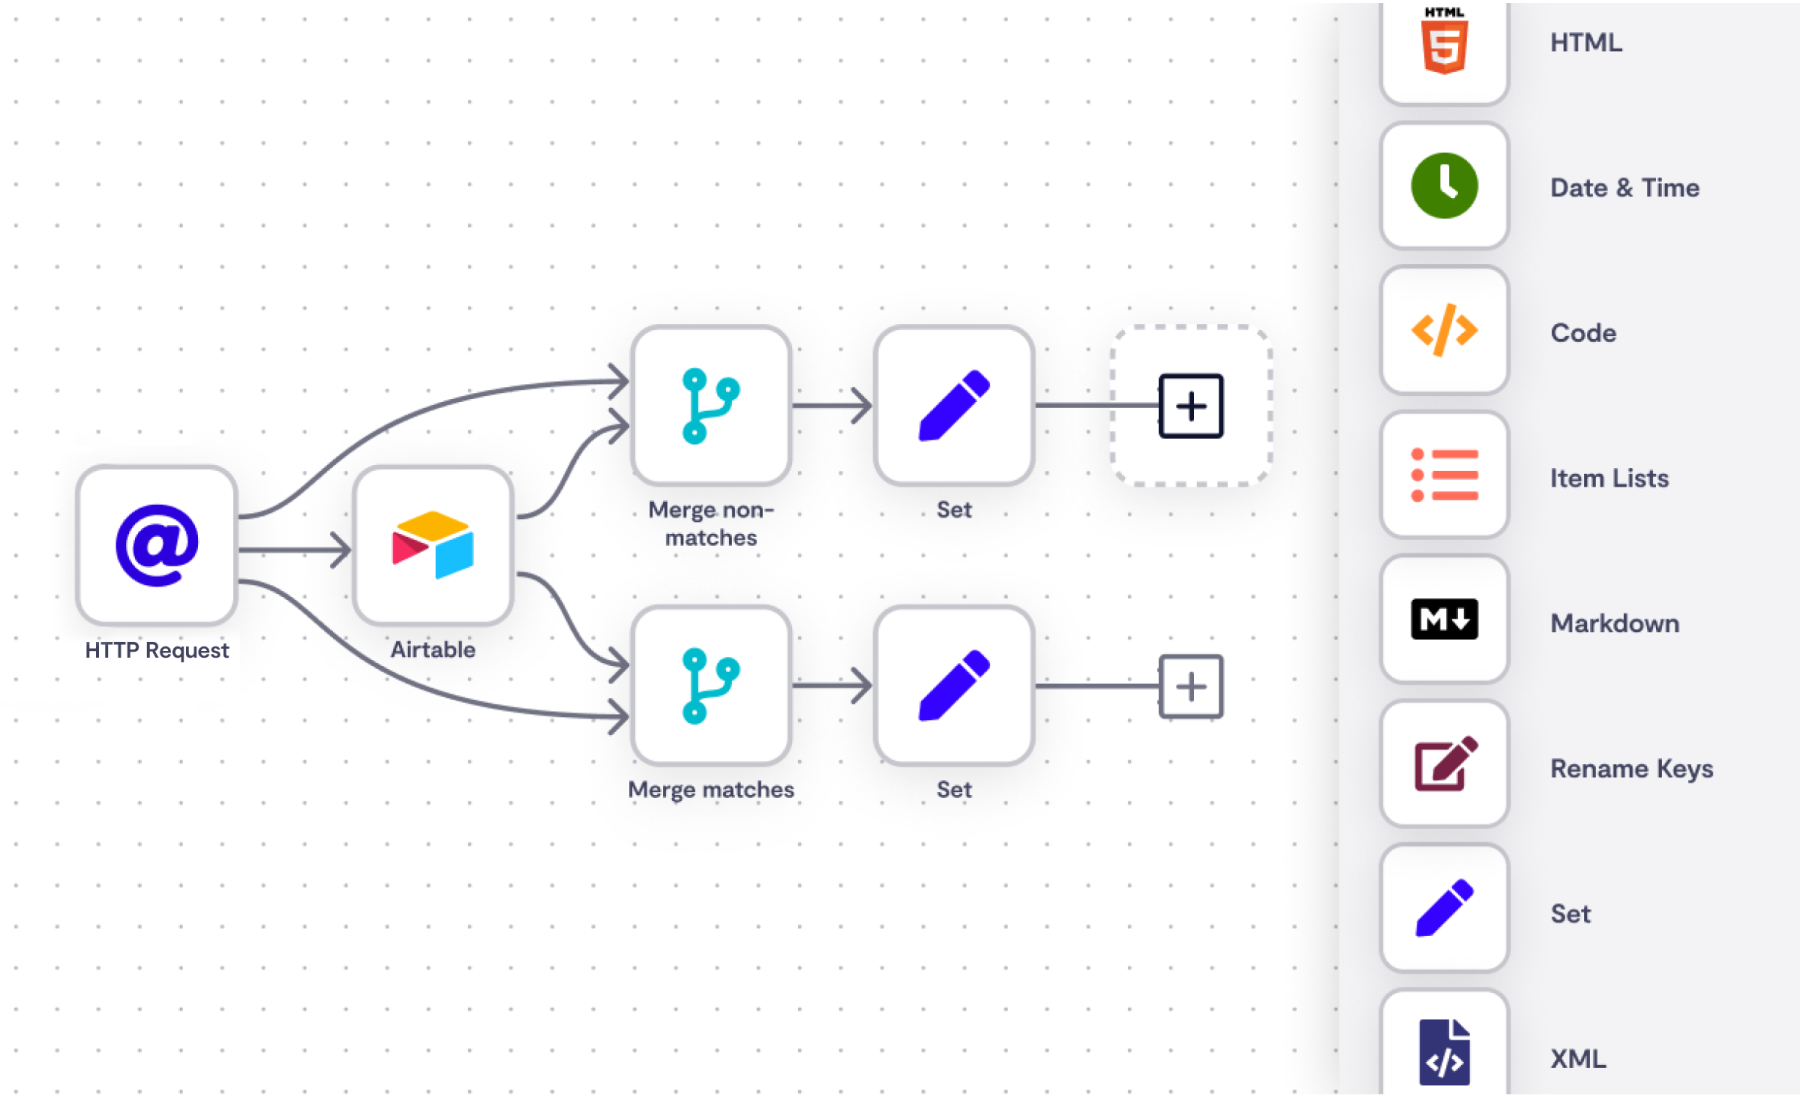 HTTP Request
Airtable
Merge non-
matches
Set
Merge matches
Set
HTML
5
HTML
Date & Time
</>
Code
Item Lists
M
Markdown
Rename Keys
Set
</>
XML